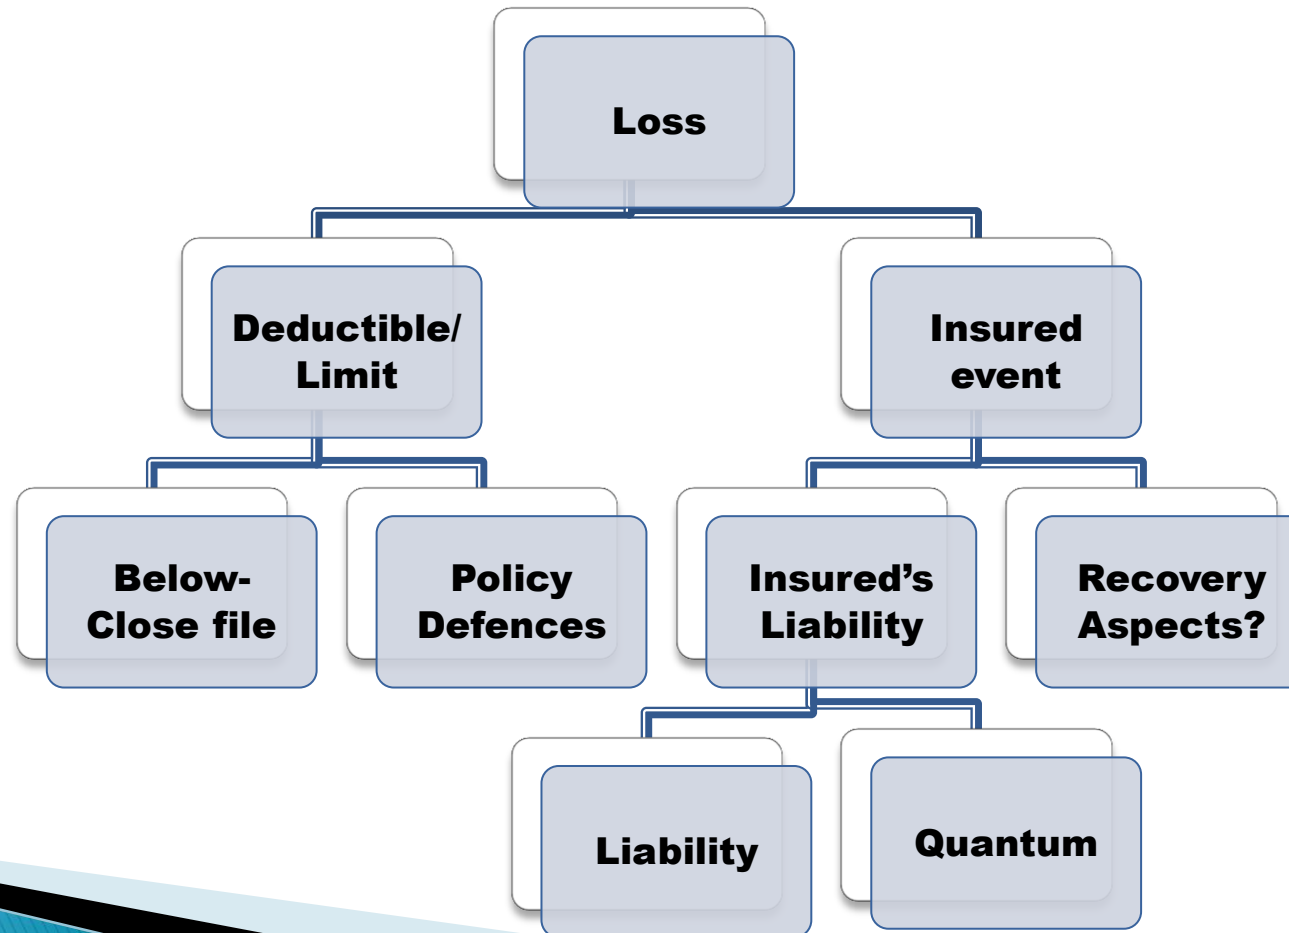 Loss
Deductible/
Limit
Insured
event
Below-
Close file
Policy
Defences
Insured’s
Liability
Recovery
Aspects?
Liability
Quantum